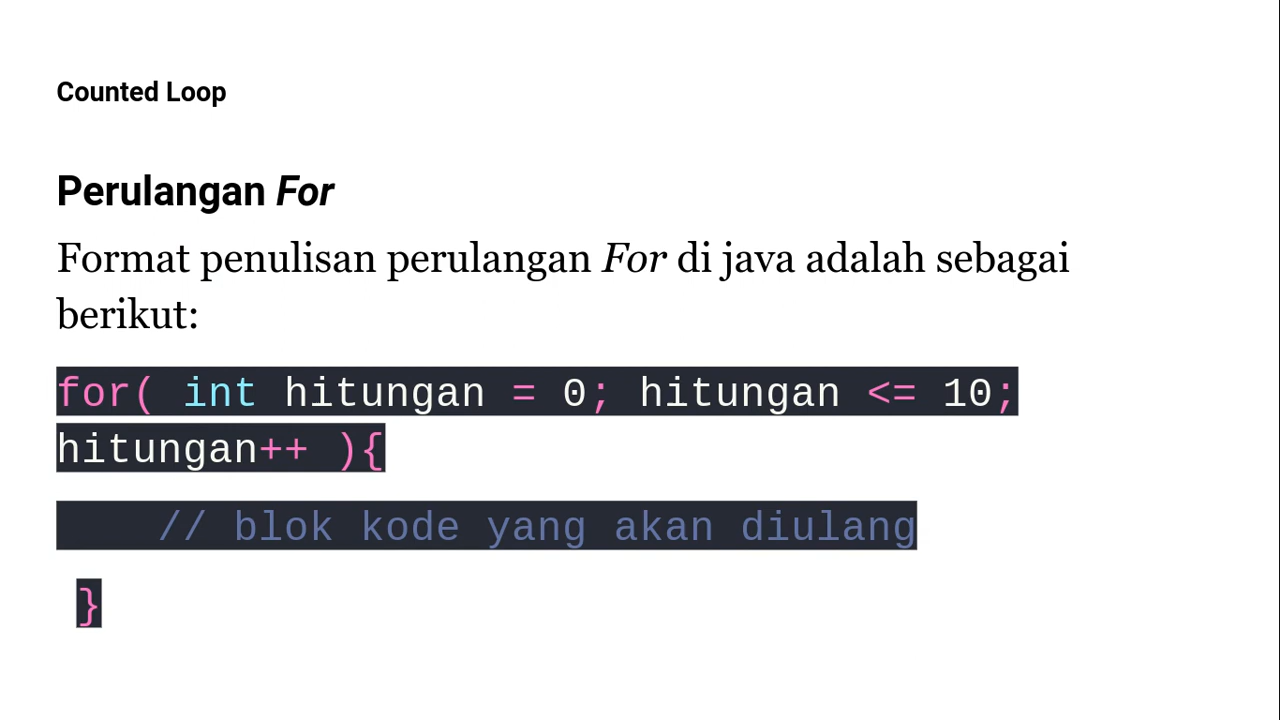 Counted Loop
Perulangan For
Format penulisan perulangan For di java adalah sebagai
berikut:
for( int hitungan = 0; hitungan <= 10;
hitungan++ ){
// blok kode yang akan diulang
}